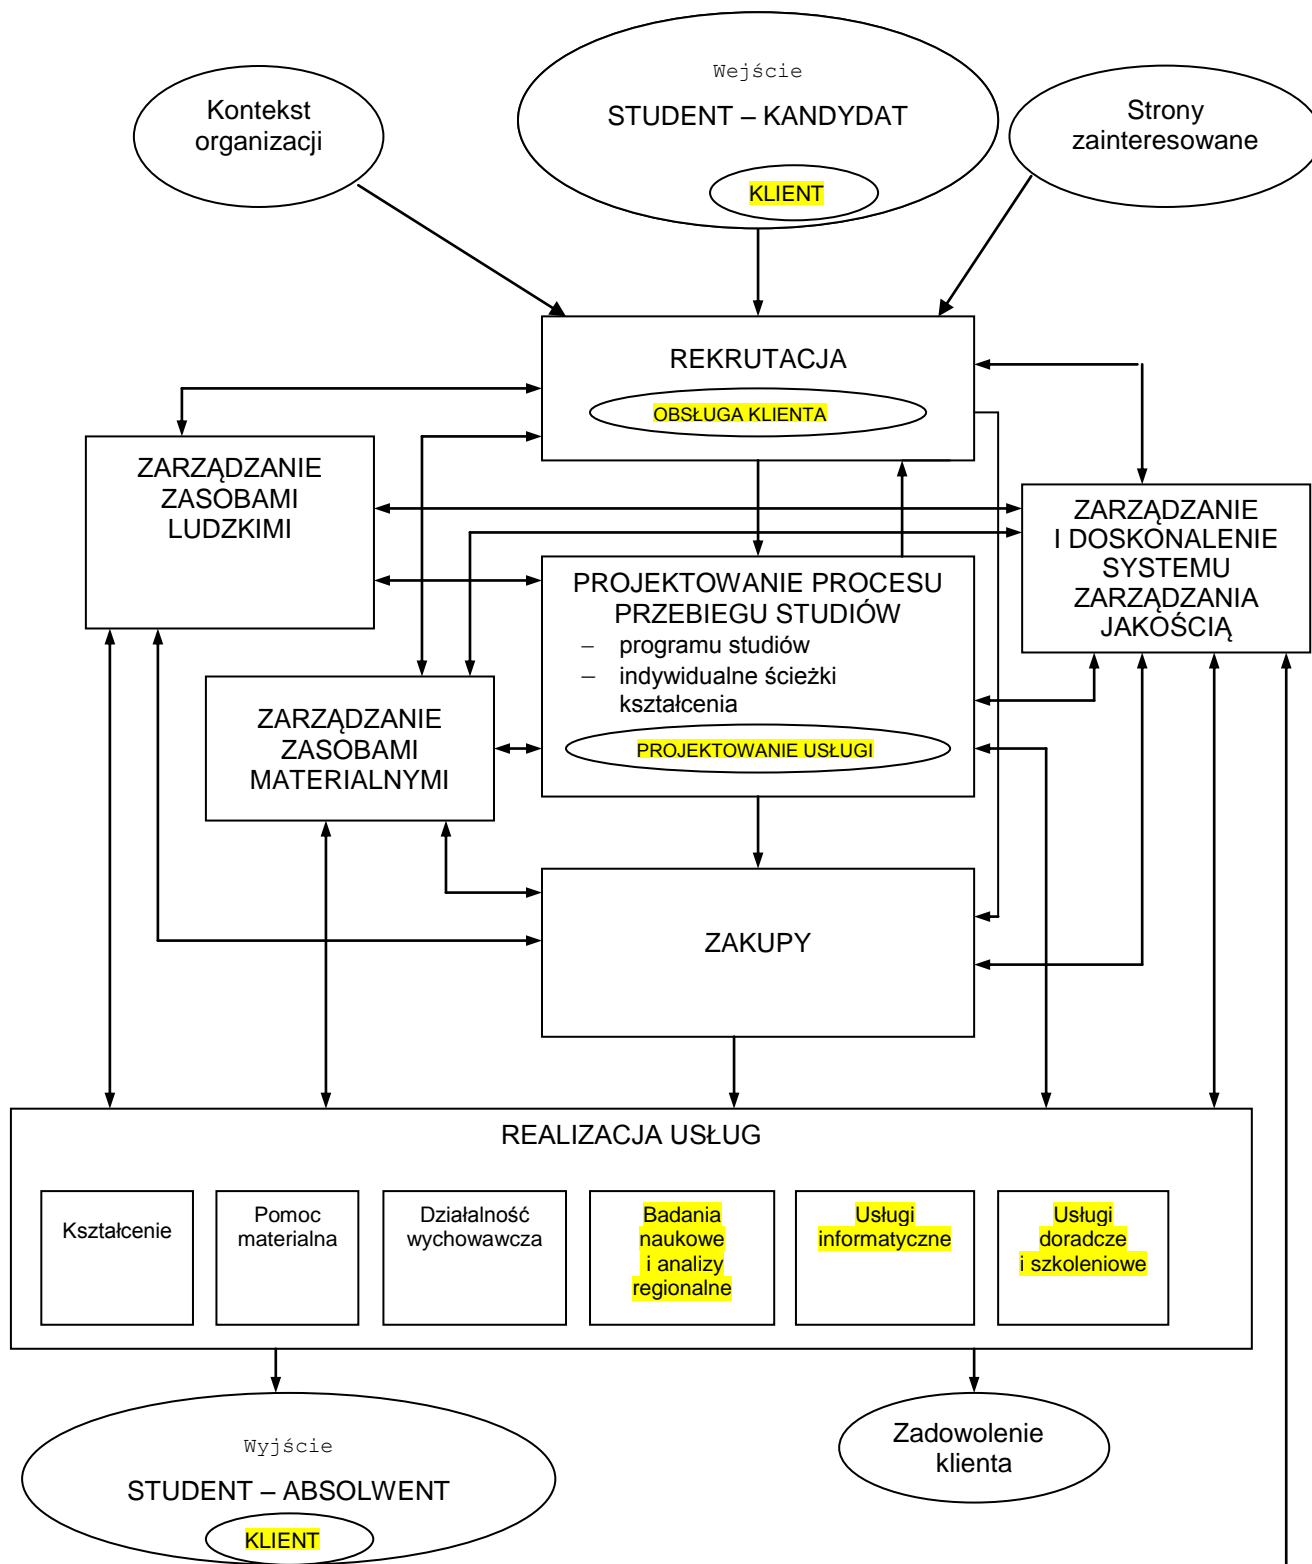 Wejście
STUDENT – KANDYDAT
KLIENT
Kontekst
organizacji
Strony
zainteresowane
REKRUTACJA
OBSŁUGA KLIENTA
ZARZĄDZANIE
ZASOBAMI
LUDZKIMI
ZARZĄDZANIE
I DOSKONALENIE
SYSTEMU
ZARZĄDZANIA
JAKOŚCIĄ
PROJEKTOWANIE PROCESU
PRZEBIEGU STUDIÓW
– programu studiów
– indywidualne ścieżki
kształcenia
PROJEKTOWANIE USŁUGI
ZARZĄDZANIE
ZASOBAMI
MATERIALNYMI
ZAKUPY
REALIZACJA USŁUG
Kształcenie
Pomoc
materialna
Działalność
wychowawcza
Badania
naukowe
i analizy
regionalne
Usługi
informatyczne
Usługi
doradcze
i szkoleniowe
Wyjście
STUDENT – ABSOLWENT
KLIENT
Zadowolenie
klienta